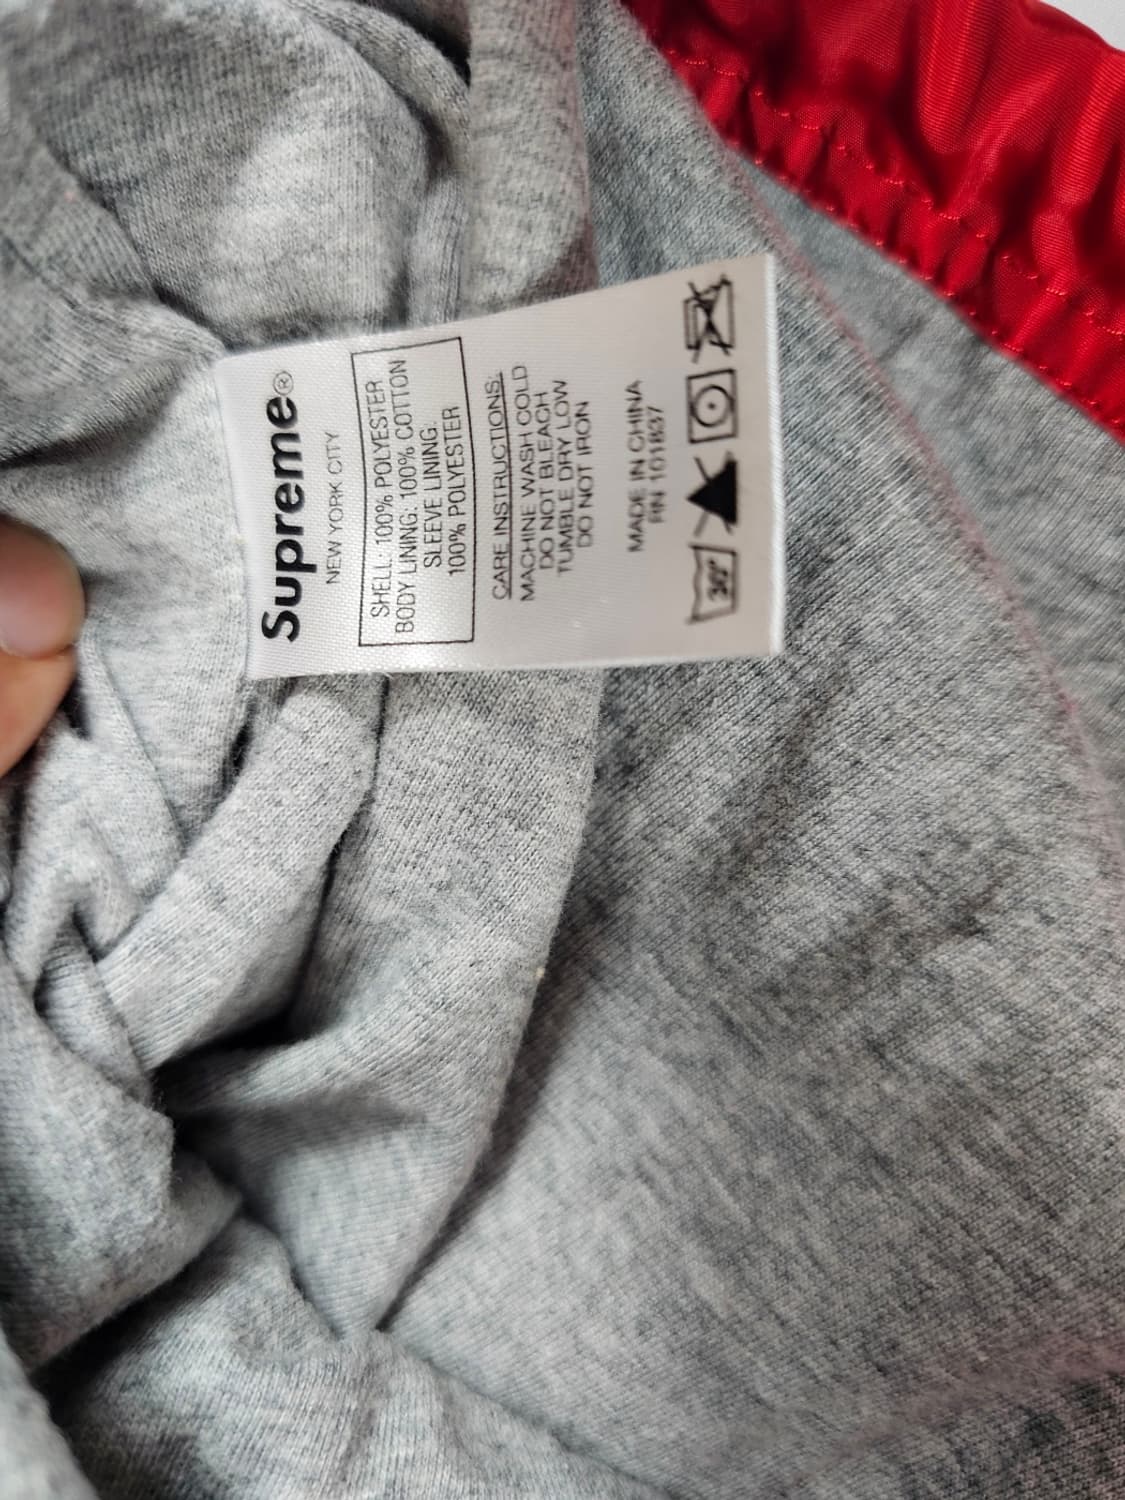 Supreme®
NEW YORK CITY
SHELL: 100% POLYESTER
BODY LINING: 100% COTTON
SLEEVE LINING:
100% POLYESTER
CARE INSTRUCTIONS:
MACHINE WASH COLD
DO NOT BLEACH
TUMBLE DRY LOW
DO NOT IRON
MADE IN CHINA
RN 101837
30°